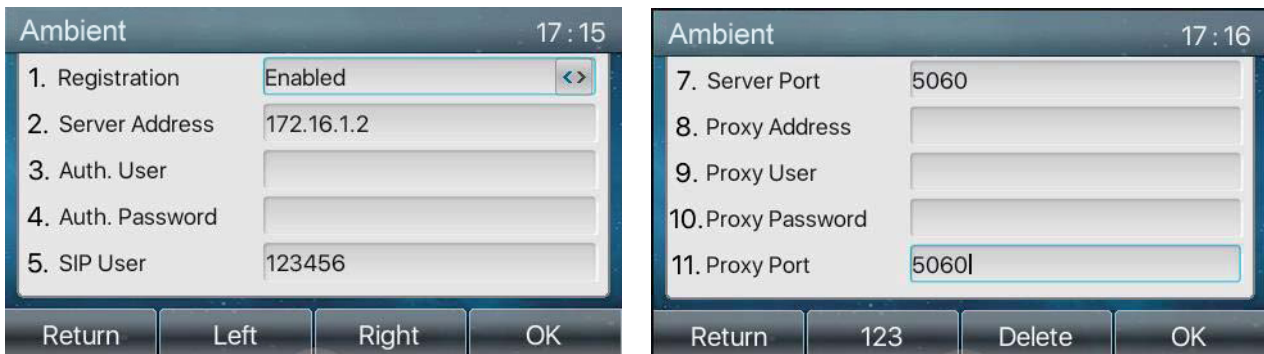 Ambient 17:15
1. Registration Enabled <>
2. Server Address 172.16.1.2
3. Auth. User
4. Auth. Password
5. SIP User 123456
Return Left Right OK
Ambient 17:16
7. Server Port 5060
8. Proxy Address
9. Proxy User
10. Proxy Password
11. Proxy Port 5060
Return 123 Delete OK